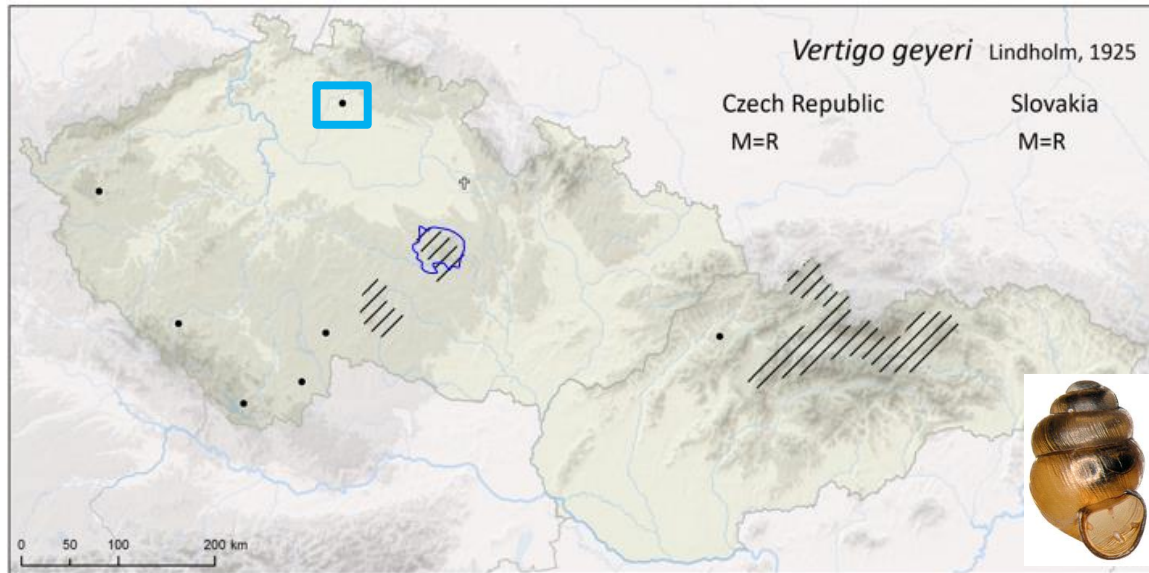 Vertigo geyeri Lindholm, 1925
Czech Republic Slovakia
M=R M=R
0 50 100 200 km